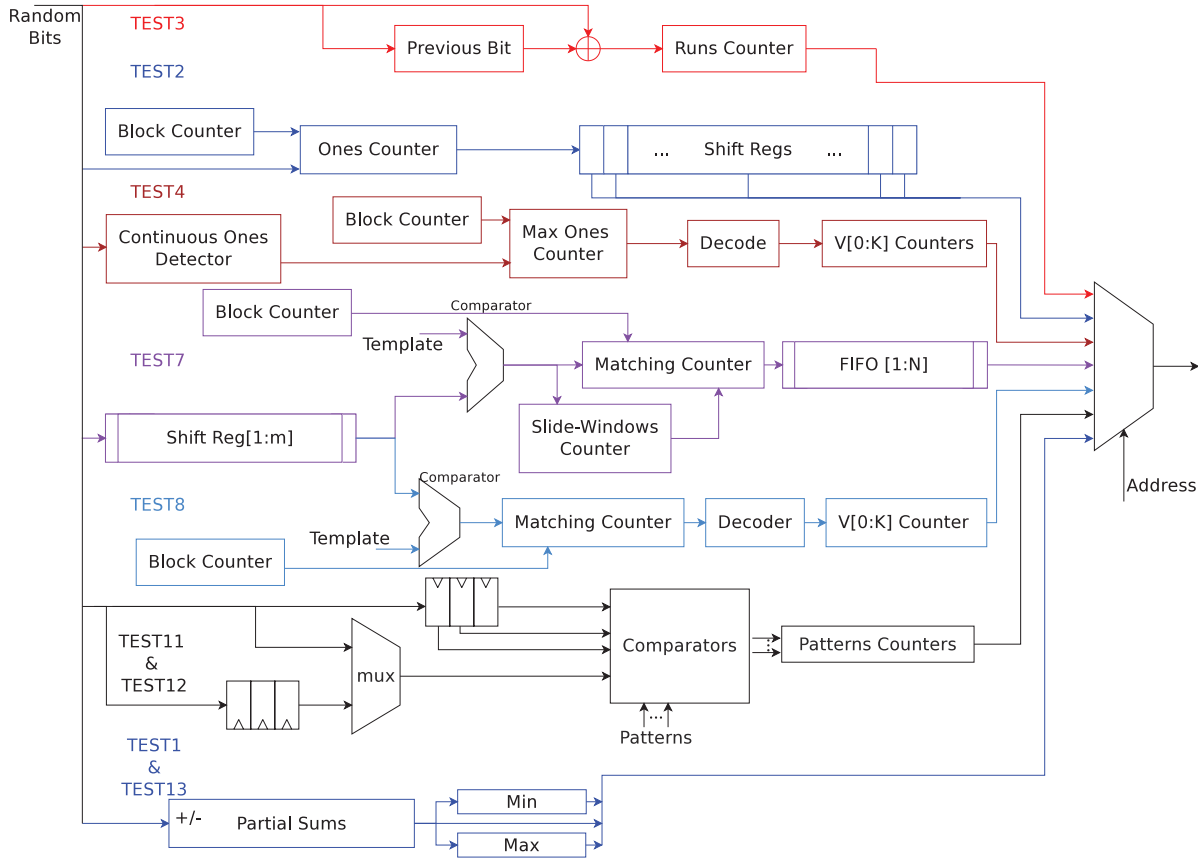 Random
Bits
TEST3
Previous Bit
Runs Counter
TEST2
Block Counter
Ones Counter
... Shift Regs ...
TEST4
Block Counter
Continuous Ones
Detector
Max Ones
Counter
Decode
V[0:K] Counters
Block Counter
Comparator
Template
TEST7
Matching Counter
FIFO [1:N]
Slide-Windows
Counter
Shift Reg[1:m]
Comparator
Address
TEST8
Matching Counter
Decoder
V[0:K] Counter
Template
Block Counter
TEST11
&
TEST12
mux
Comparators
...
Patterns Counters
...
Patterns
TEST1
&
TEST13
+/- Partial Sums
Min
Max